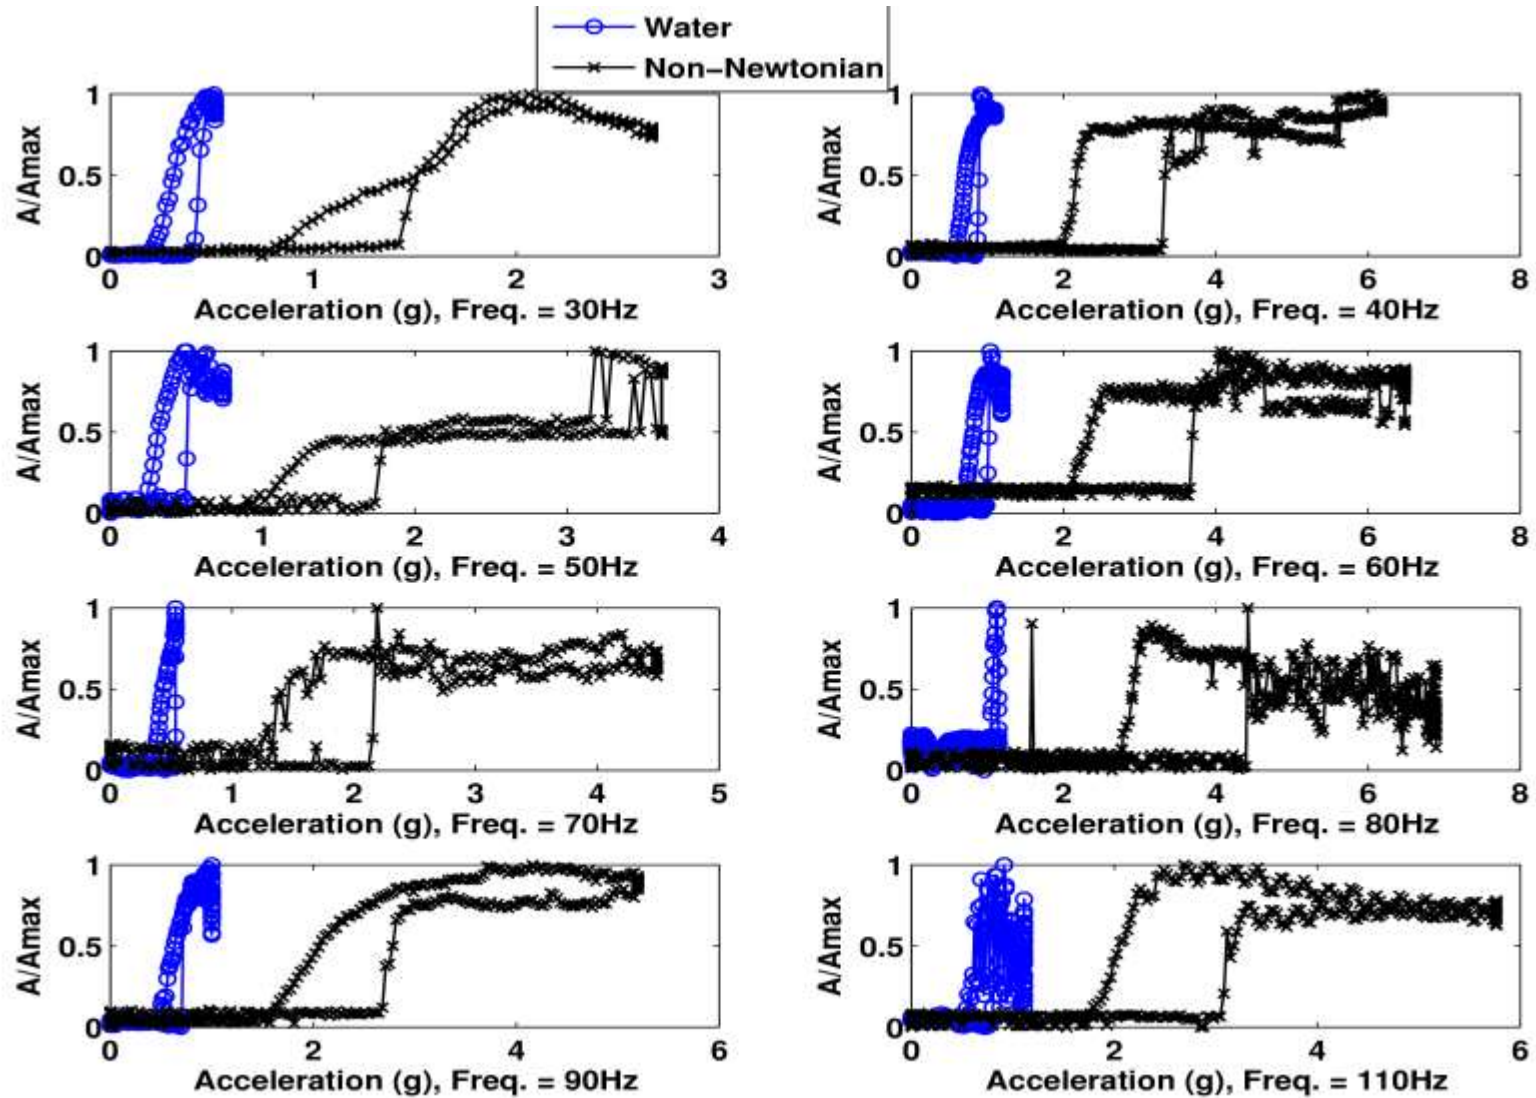 Water
Non-Newtonian
1
0.5
0
A/Amax
0 1 2 3
Acceleration (g), Freq. = 30Hz
1
0.5
0
A/Amax
0 2 4 6 8
Acceleration (g), Freq. = 40Hz
1
0.5
0
A/Amax
0 1 2 3 4
Acceleration (g), Freq. = 50Hz
1
0.5
0
A/Amax
0 2 4 6 8
Acceleration (g), Freq. = 60Hz
1
0.5
0
A/Amax
0 1 2 3 4 5
Acceleration (g), Freq. = 70Hz
1
0.5
0
A/Amax
0 2 4 6 8
Acceleration (g), Freq. = 80Hz
1
0.5
0
A/Amax
0 2 4 6
Acceleration (g), Freq. = 90Hz
1
0.5
0
A/Amax
0 2 4 6
Acceleration (g), Freq. = 110Hz